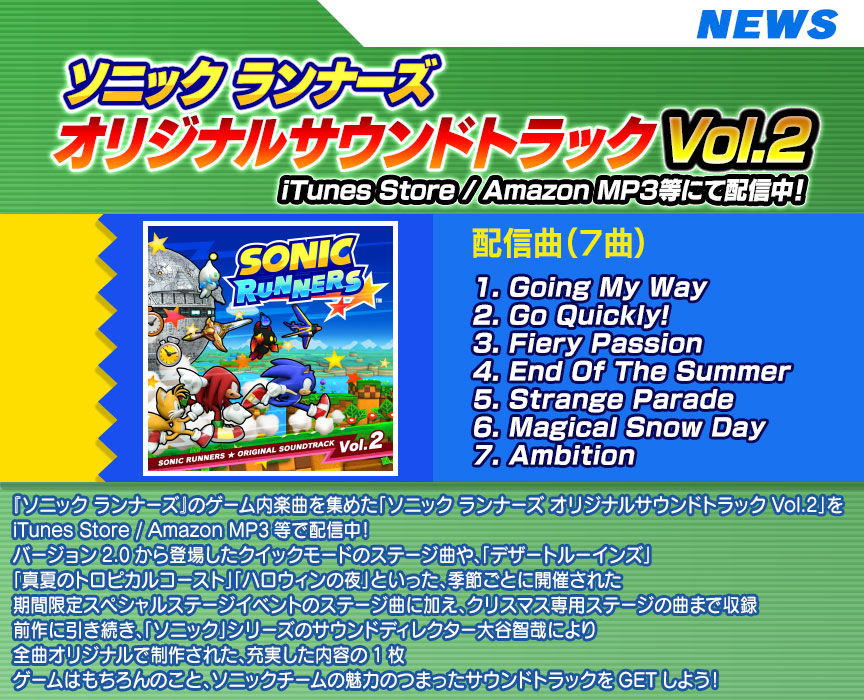 NEWS
ソニック ランナーズ
オリジナルサウンドトラック Vol.2
iTunes Store / Amazon MP3等にて配信中!
SONIC
RUNNERS
TM
SONIC RUNNERS ★ ORIGINAL SOUNDTRACK Vol.2
配信曲(7曲)
1. Going My Way
2. Go Quickly!
3. Fiery Passion
4. End Of The Summer
5. Strange Parade
6. Magical Snow Day
7. Ambition
『ソニック ランナーズ』のゲーム内楽曲を集めた「ソニック ランナーズ オリジナルサウンドトラック Vol.2」を
iTunes Store / Amazon MP3 等で配信中!
バージョン 2.0 から登場したクイックモードのステージ曲や、「デザートルーインズ」
「真夏のトロピカルコースト」「ハロウィンの夜」といった、季節ごとに開催された
期間限定スペシャルステージイベントのステージ曲に加え、クリスマス専用ステージの曲まで収録
前作に引き続き、「ソニック」シリーズのサウンドディレクター大谷智哉により
全曲オリジナルで制作された、充実した内容の 1 枚
ゲームはもちろんのこと、ソニックチームの魅力のつまったサウンドトラックを GET しよう!